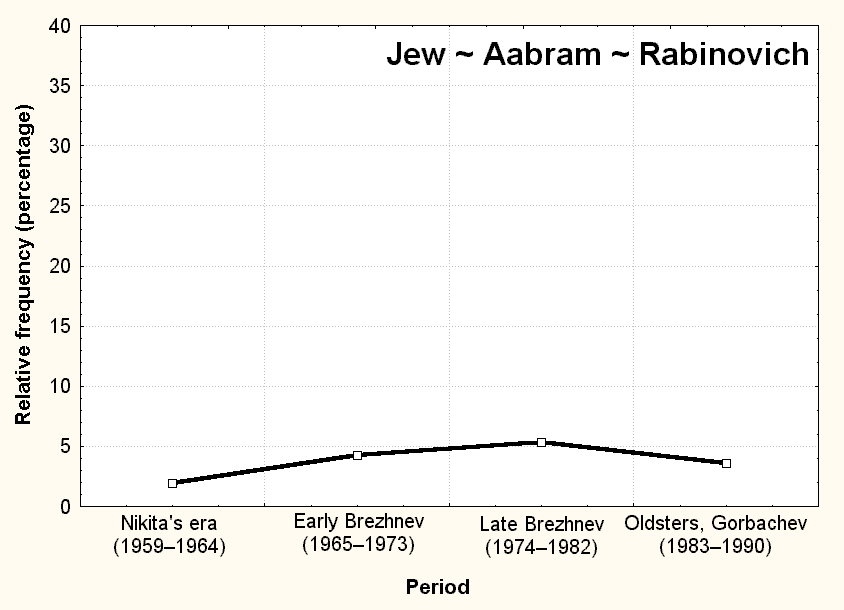 Jew ~ Aabram ~ Rabinovich
Relative frequency (percentage)
40
35
30
25
20
15
10
5
0
Nikita's era
(1959–1964)
Early Brezhnev
(1965–1973)
Late Brezhnev
(1974–1982)
Oldsters, Gorbachev
(1983–1990)
Period